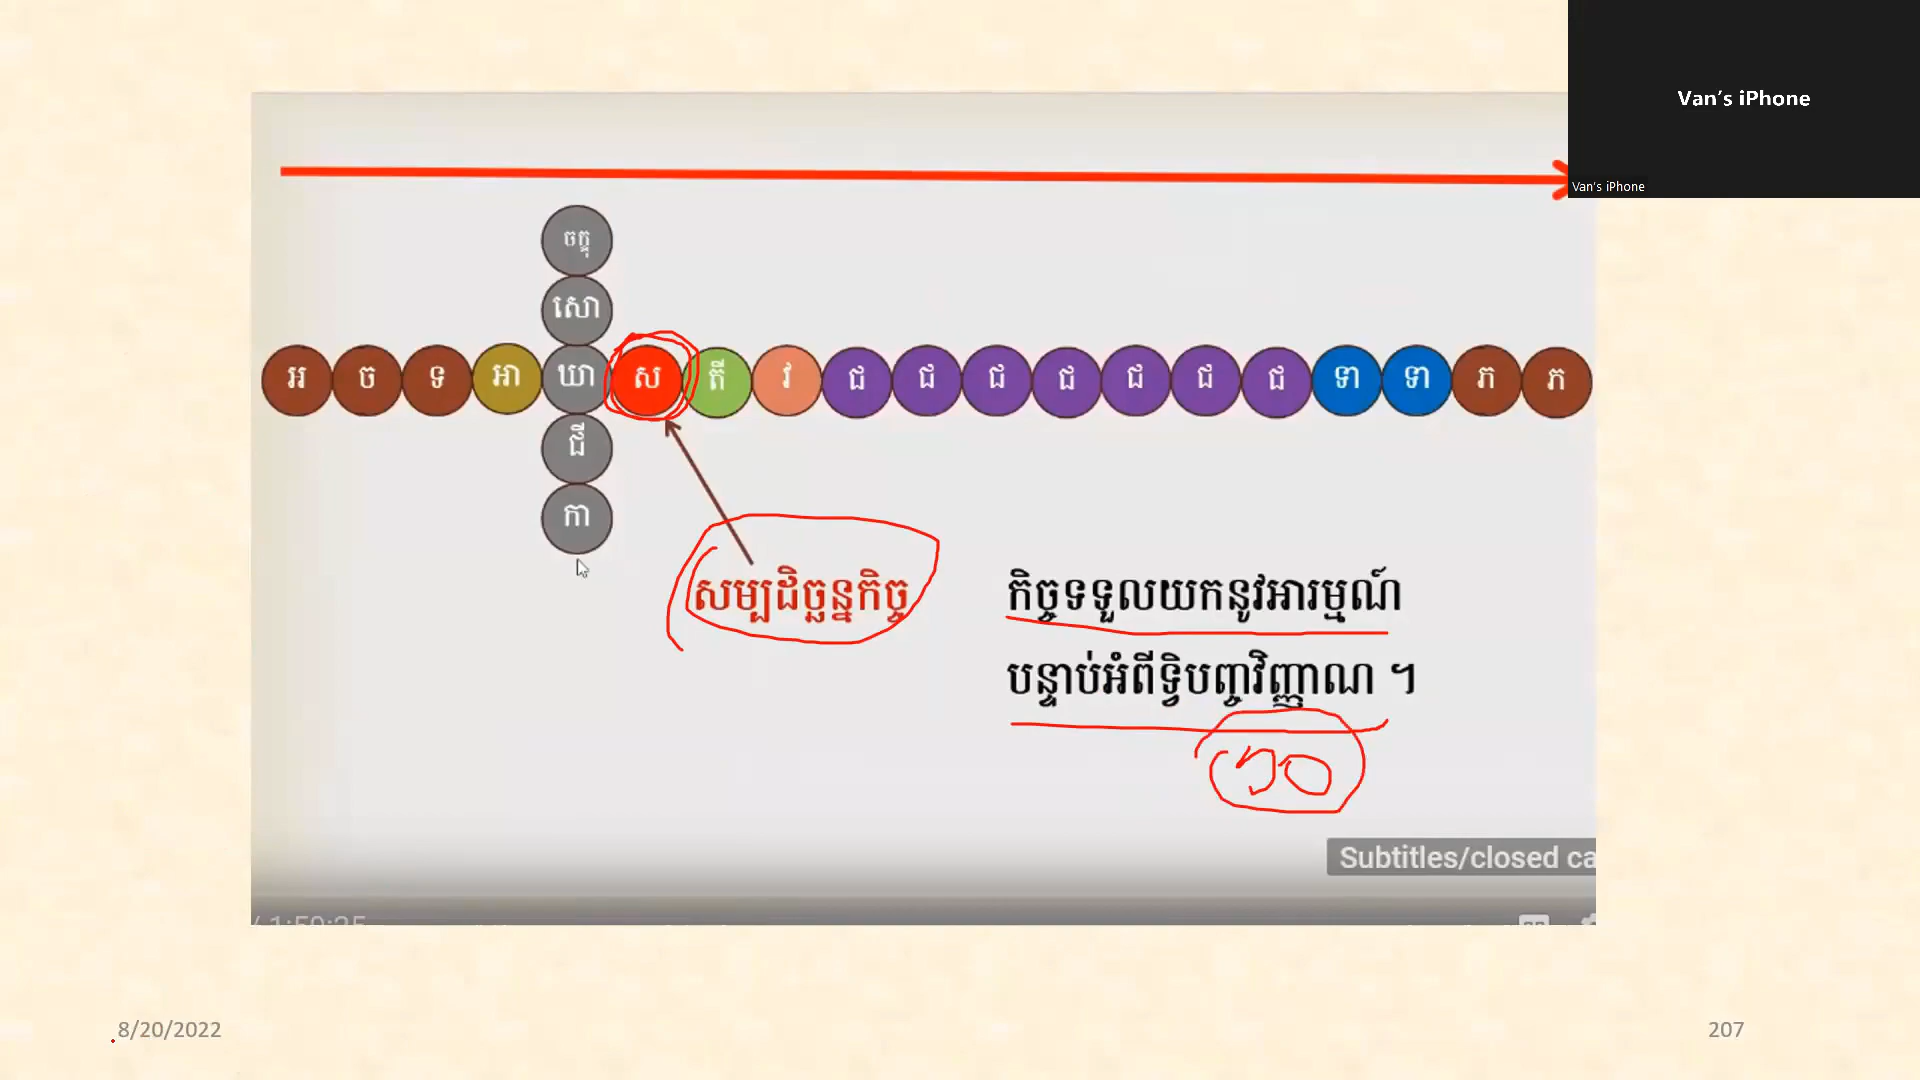 Van's iPhone
Van's iPhone
ចក្ខុ
សោ
អ ច ទ អា ឃា ស តី វ ជ ជ ជ ជ ជ ជ ជ ទា ទា ភ ភ
ជី
កា
សម្បដិច្ឆន្នកិច្ច
កិច្ចទទួលយកនូវអារម្មណ៍
បន្ទាប់អំពីទ្វិបញ្ចវិញ្ញាណ ។
១០
Subtitles/closed ca
/ 1:59:25
8/20/2022
207